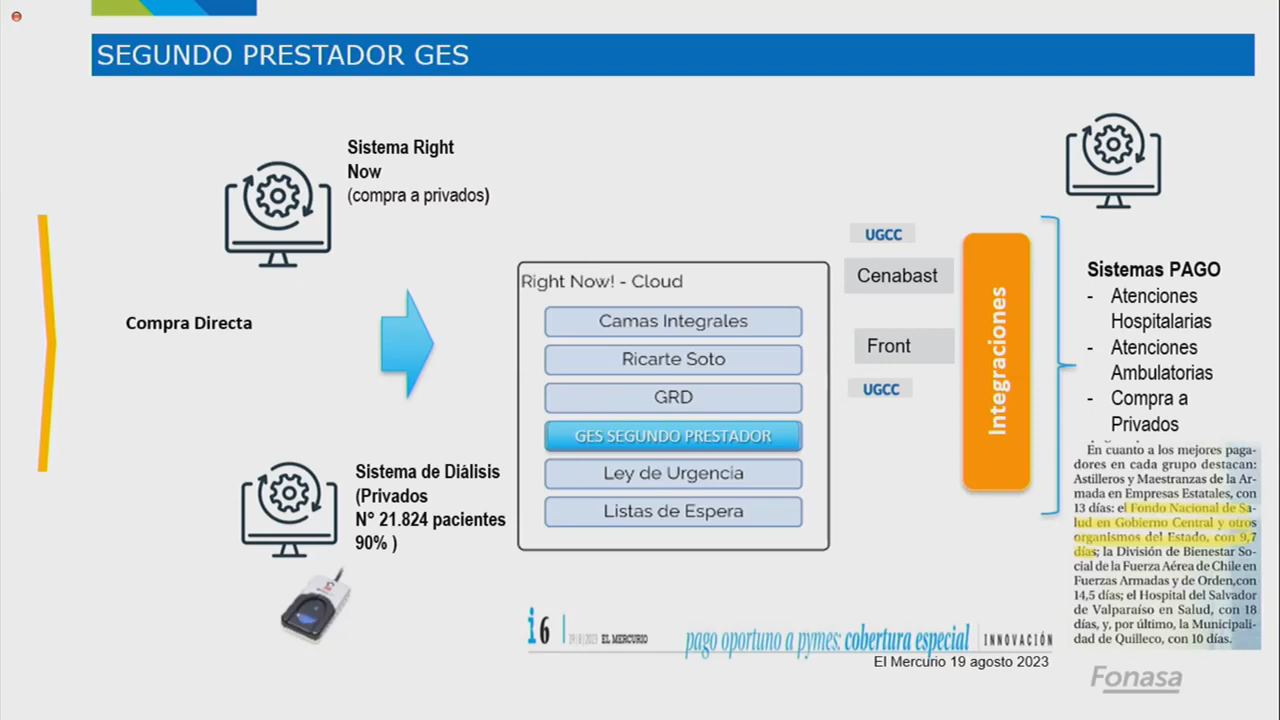 SEGUNDO PRESTADOR GES
Sistema Right
Now
(compra a privados)
Compra Directa
Sistema de Diálisis
(Privados
N° 21.824 pacientes
90% )
Right Now! - Cloud
Camas Integrales
Ricarte Soto
GRD
GES SEGUNDO PRESTADOR
Ley de Urgencia
Listas de Espera
UGCC
Cenabast
Front
UGCC
Integraciones
Sistemas PAGO
- Atenciones
Hospitalarias
- Atenciones
Ambulatorias
- Compra a
Privados
En cuanto a los mejores paga-
dores en cada grupo destacan:
Astilleros y Maestranzas de la Ar-
mada en Empresas Estatales, con
13 días: el Fondo Nacional de Sa-
lud en Gobierno Central y otros
organismos del Estado, con 9,7
días; la División de Bienestar So-
cial de la Fuerza Aérea de Chile en
Fuerzas Armadas y de Orden,con
14,5 días; el Hospital del Salvador
de Valparaíso en Salud, con 18
días, y, por último, la Municipali-
dad de Quilleco, con 10 días.
i6 EL MERCURIO pago oportuno a pymes: cobertura especial INNOVACIÓN
El Mercurio 19 agosto 2023
Fonasa